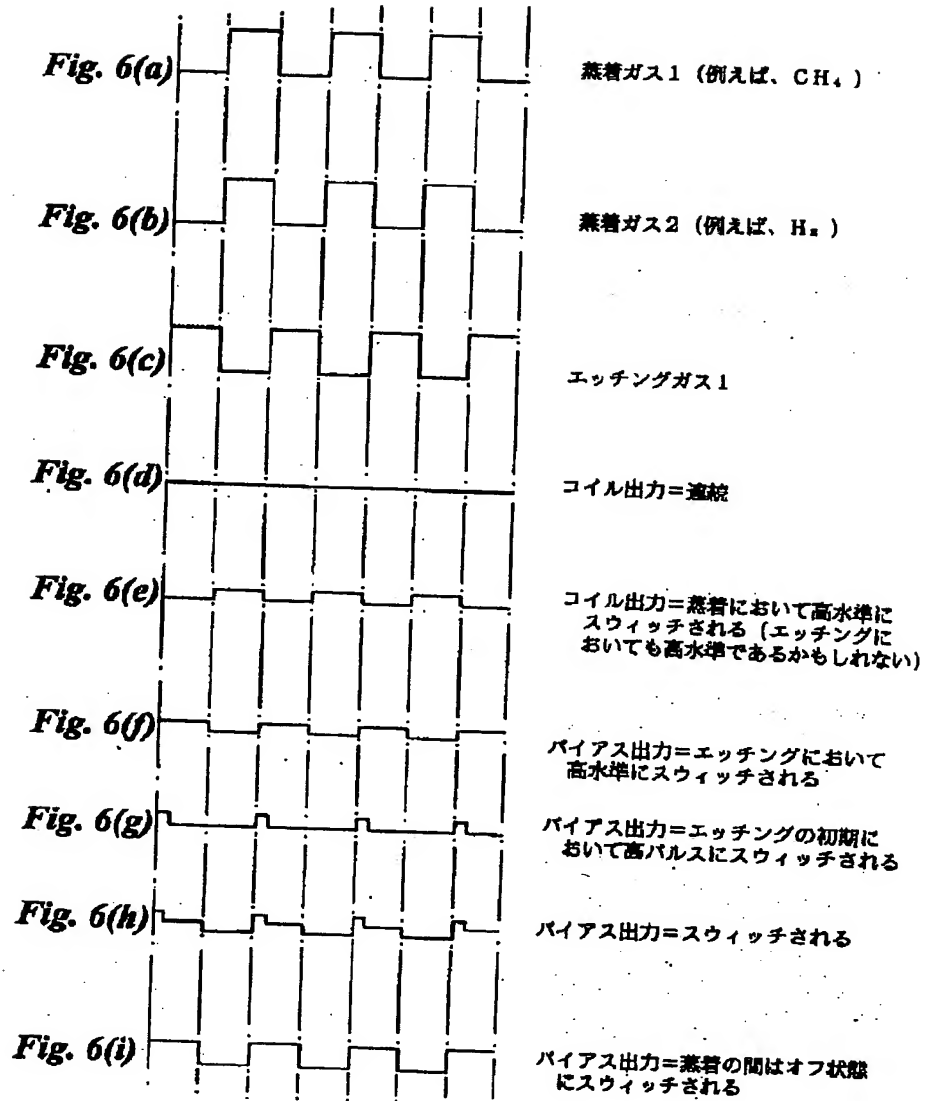 Fig. 6(a)
蒸着ガス1（例えば、CH₄）
Fig. 6(b)
蒸着ガス2（例えば、H₂）
Fig. 6(c)
エッチングガス1
Fig. 6(d)
コイル出力＝連続
Fig. 6(e)
コイル出力＝蒸着において高水準に
スウィッチされる（エッチングに
おいても高水準であるかもしれない）
Fig. 6(f)
バイアス出力＝エッチングにおいて
高水準にスウィッチされる
Fig. 6(g)
バイアス出力＝エッチングの初期に
おいて高パルスにスウィッチされる
Fig. 6(h)
バイアス出力＝スウィッチされる
Fig. 6(i)
バイアス出力＝蒸着の間はオフ状態
にスウィッチされる